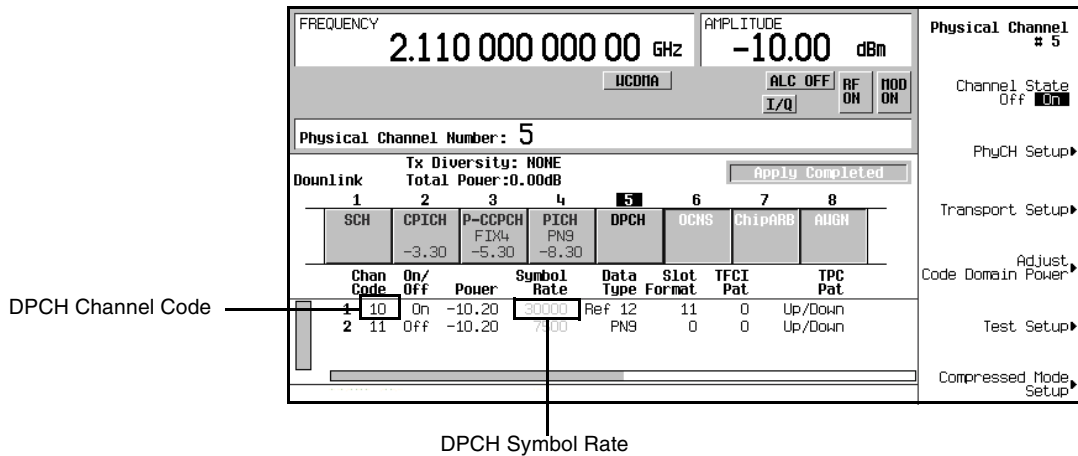 FREQUENCY
2.110 000 000 00 GHz
AMPLITUDE
-10.00 dBm
WCDMA
ALC OFF
I/Q
RF ON
MOD ON
Physical Channel Number: 5
Tx Diversity: NONE
Downlink Total Power:0.00dB
Apply Completed
1 2 3 4 5 6 7 8
SCH CPICH P-CCPCH PICH DPCH OCNS ChipARB AWGN
FIX4 PN9
-3.30 -5.30 -8.30
Chan On/ Symbol Data Slot TFCI TPC
Code Off Power Rate Type Format Pat Pat
1 10 On -10.20 30000 Ref 12 11 0 Up/Down
2 11 Off -10.20 7500 PN9 0 0 Up/Down
Physical Channel
# 5
Channel State
Off On
PhyCH Setup
Transport Setup
Adjust
Code Domain Power
Test Setup
Compressed Mode
Setup
DPCH Channel Code
DPCH Symbol Rate